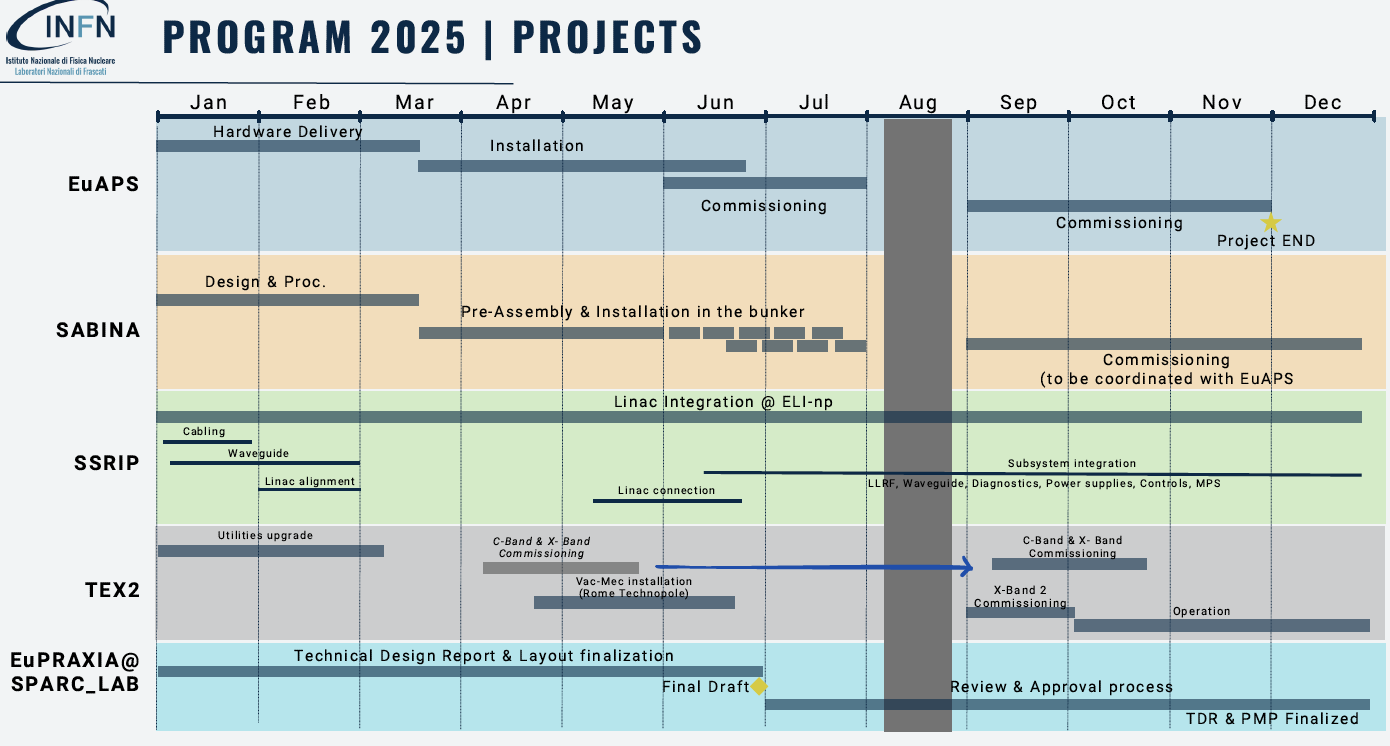 INFN
Istituto Nazionale di Fisica Nucleare
Laboratori Nazionali di Frascati
PROGRAM 2025 | PROJECTS
Jan Feb Mar Apr May Jun Jul Aug Sep Oct Nov Dec
EuAPS
Hardware Delivery
Installation
Commissioning
Commissioning
Project END
SABINA
Design & Proc.
Pre-Assembly & Installation in the bunker
Commissioning
(to be coordinated with EuAPS
SSRIP
Linac Integration @ ELI-np
Cabling
Waveguide
Linac alignment
Linac connection
Subsystem integration
LLRF, Waveguide, Diagnostics, Power supplies, Controls, MPS
TEX2
Utilities upgrade
C-Band & X- Band
Commissioning
Vac-Mec installation
(Rome Technopole)
C-Band & X- Band
Commissioning
X-Band 2
Commissioning
Operation
EuPRAXIA@
SPARC_LAB
Technical Design Report & Layout finalization
Final Draft
Review & Approval process
TDR & PMP Finalized